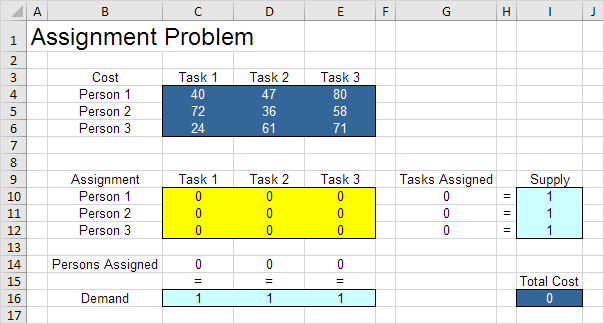 A B C D E F G H I J
1 Assignment Problem
2
3 Cost Task 1 Task 2 Task 3
4 Person 1 40 47 80
5 Person 2 72 36 58
6 Person 3 24 61 71
7
8
9 Assignment Task 1 Task 2 Task 3 Tasks Assigned Supply
10 Person 1 0 0 0 0 = 1
11 Person 2 0 0 0 0 = 1
12 Person 3 0 0 0 0 = 1
13
14 Persons Assigned 0 0 0
15 = = = Total Cost
16 Demand 1 1 1 0
17